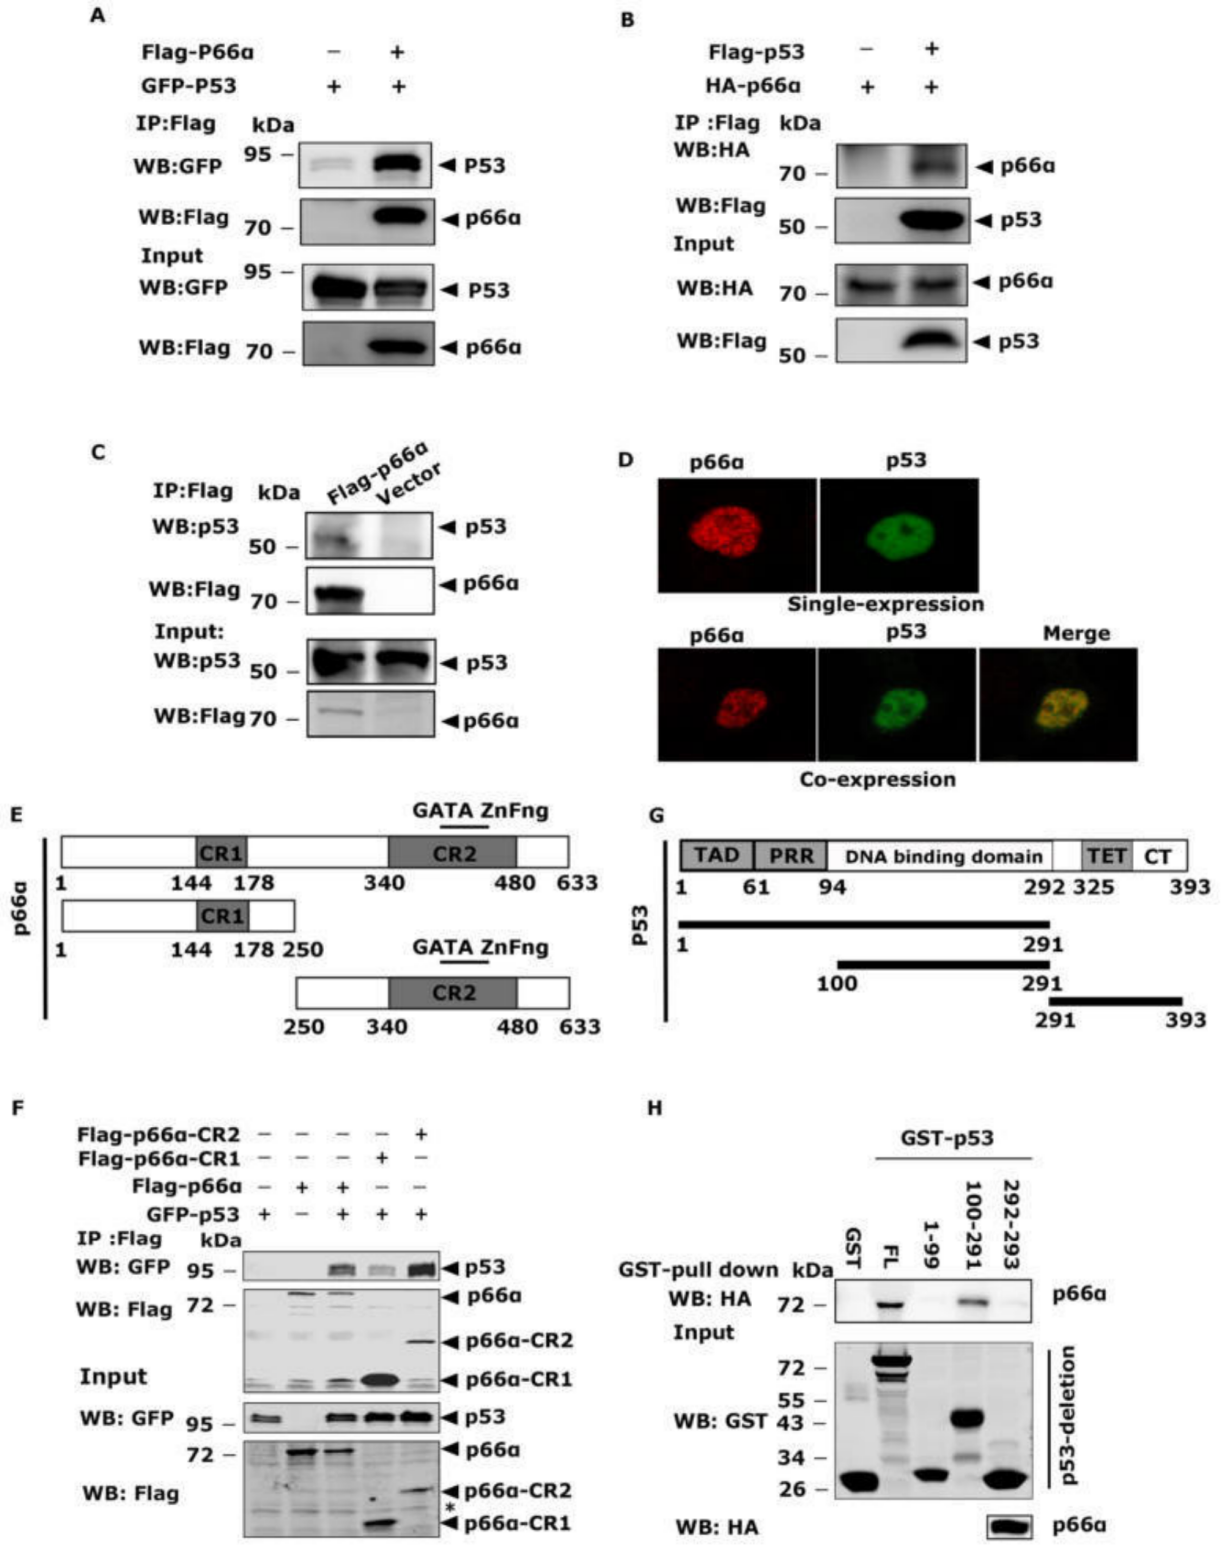 A
Flag-P66α − +
GFP-P53 + +
IP:Flag kDa
WB:GFP 95 P53
WB:Flag 70 p66α
Input
WB:GFP 95 P53
WB:Flag 70 p66α
B
Flag-p53 − +
HA-p66α + +
IP :Flag kDa
WB:HA 70 p66α
WB:Flag 50 p53
Input
WB:HA 70 p66α
WB:Flag 50 p53
C
Flag-p66α Vector
IP:Flag kDa
WB:p53 50 p53
WB:Flag 70 p66α
Input:
WB:p53 50 p53
WB:Flag 70 p66α
D
p66α p53
Single-expression
p66α p53 Merge
Co-expression
E
p66α
GATA ZnFng
CR1 CR2
1 144 178 340 480 633
CR1
1 144 178 250
GATA ZnFng
CR2
250 340 480 633
G
P53
TAD PRR DNA binding domain TET CT
1 61 94 292 325 393
1 291
100 291
291 393
F
Flag-p66α-CR2 − − − − +
Flag-p66α-CR1 − − − + −
Flag-p66α − + + − −
GFP-p53 + − + + +
IP :Flag kDa
WB: GFP 95 p53
WB: Flag 72 p66α
p66α-CR2
p66α-CR1
Input
WB: GFP 95 p53
72 p66α
WB: Flag p66α-CR2
*
p66α-CR1
H
GST-p53
GST FL 1-99 100-291 292-293
GST-pull down kDa
WB: HA 72 p66α
Input
WB: GST
72
55
43
34
26
p53-deletion
WB: HA p66α